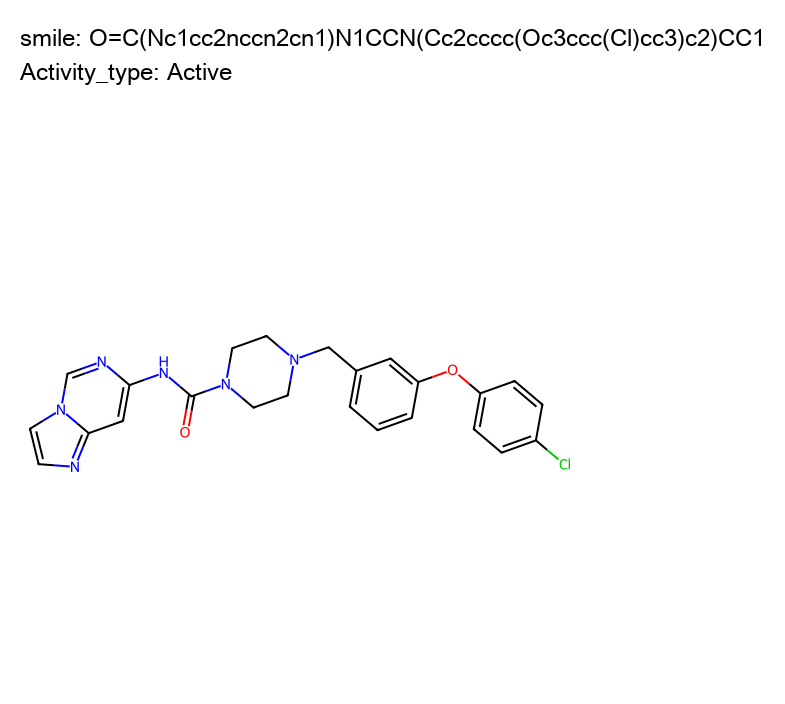 smile: O=C(Nc1cc2nccn2cn1)N1CCN(Cc2cccc(Oc3ccc(Cl)cc3)c2)CC1
Activity_type: Active
N
H
N
O
N
N
O
N
N
Cl